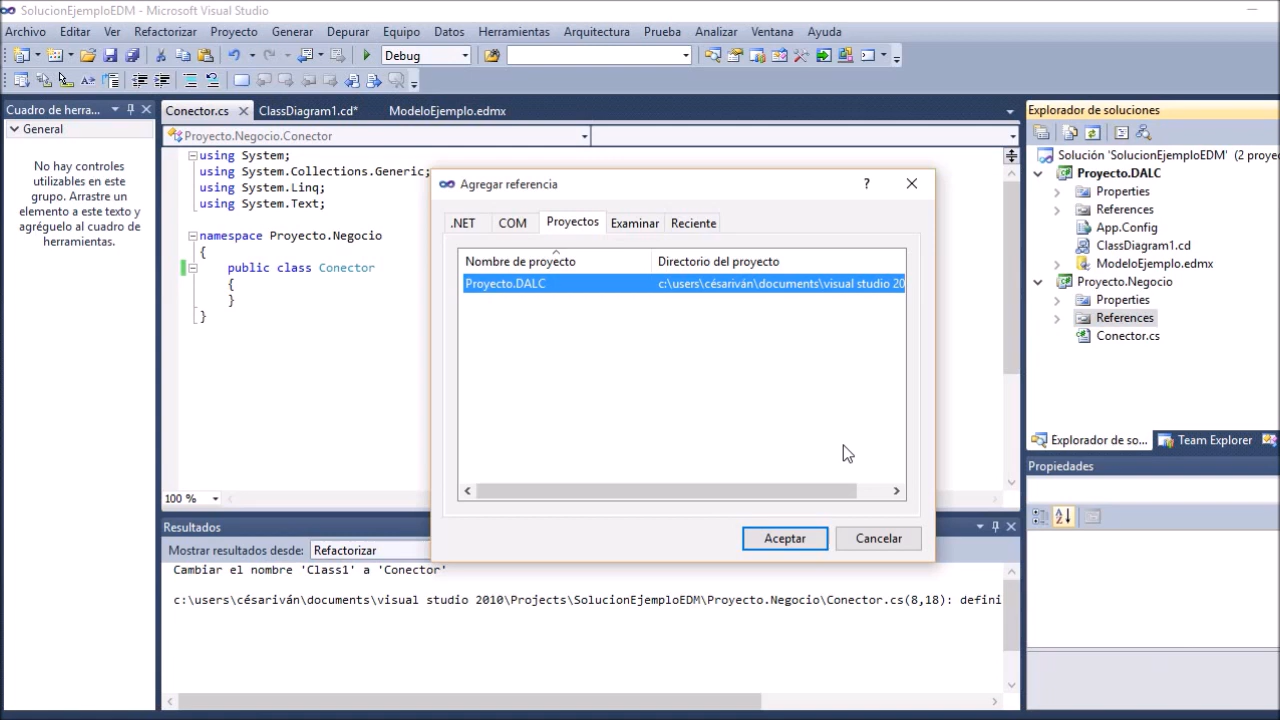 SolucionEjemploEDM - Microsoft Visual Studio
Archivo Editar Ver Refactorizar Proyecto Generar Depurar Equipo Datos Herramientas Arquitectura Prueba Analizar Ventana Ayuda
Debug
Cuadro de herra...
General
No hay controles
utilizables en este
grupo. Arrastre un
elemento a este texto y
agréguelo al cuadro de
herramientas.
Conector.cs ClassDiagram1.cd* ModeloEjemplo.edmx
Proyecto.Negocio.Conector
using System;
using System.Collections.Generic;
using System.Linq;
using System.Text;
namespace Proyecto.Negocio
{
public class Conector
{
}
}
100 %
Agregar referencia
.NET COM Proyectos Examinar Reciente
Nombre de proyecto Directorio del proyecto
Proyecto.DALC c:\users\césariván\documents\visual studio 20
Aceptar Cancelar
Resultados
Mostrar resultados desde: Refactorizar
Cambiar el nombre 'Class1' a 'Conector'
c:\users\césariván\documents\visual studio 2010\Projects\SolucionEjemploEDM\Proyecto.Negocio\Conector.cs(8,18): defini
Explorador de soluciones
Solución 'SolucionEjemploEDM' (2 proye
Proyecto.DALC
Properties
References
App.Config
ClassDiagram1.cd
ModeloEjemplo.edmx
Proyecto.Negocio
Properties
References
Conector.cs
Explorador de so... Team Explorer
Propiedades